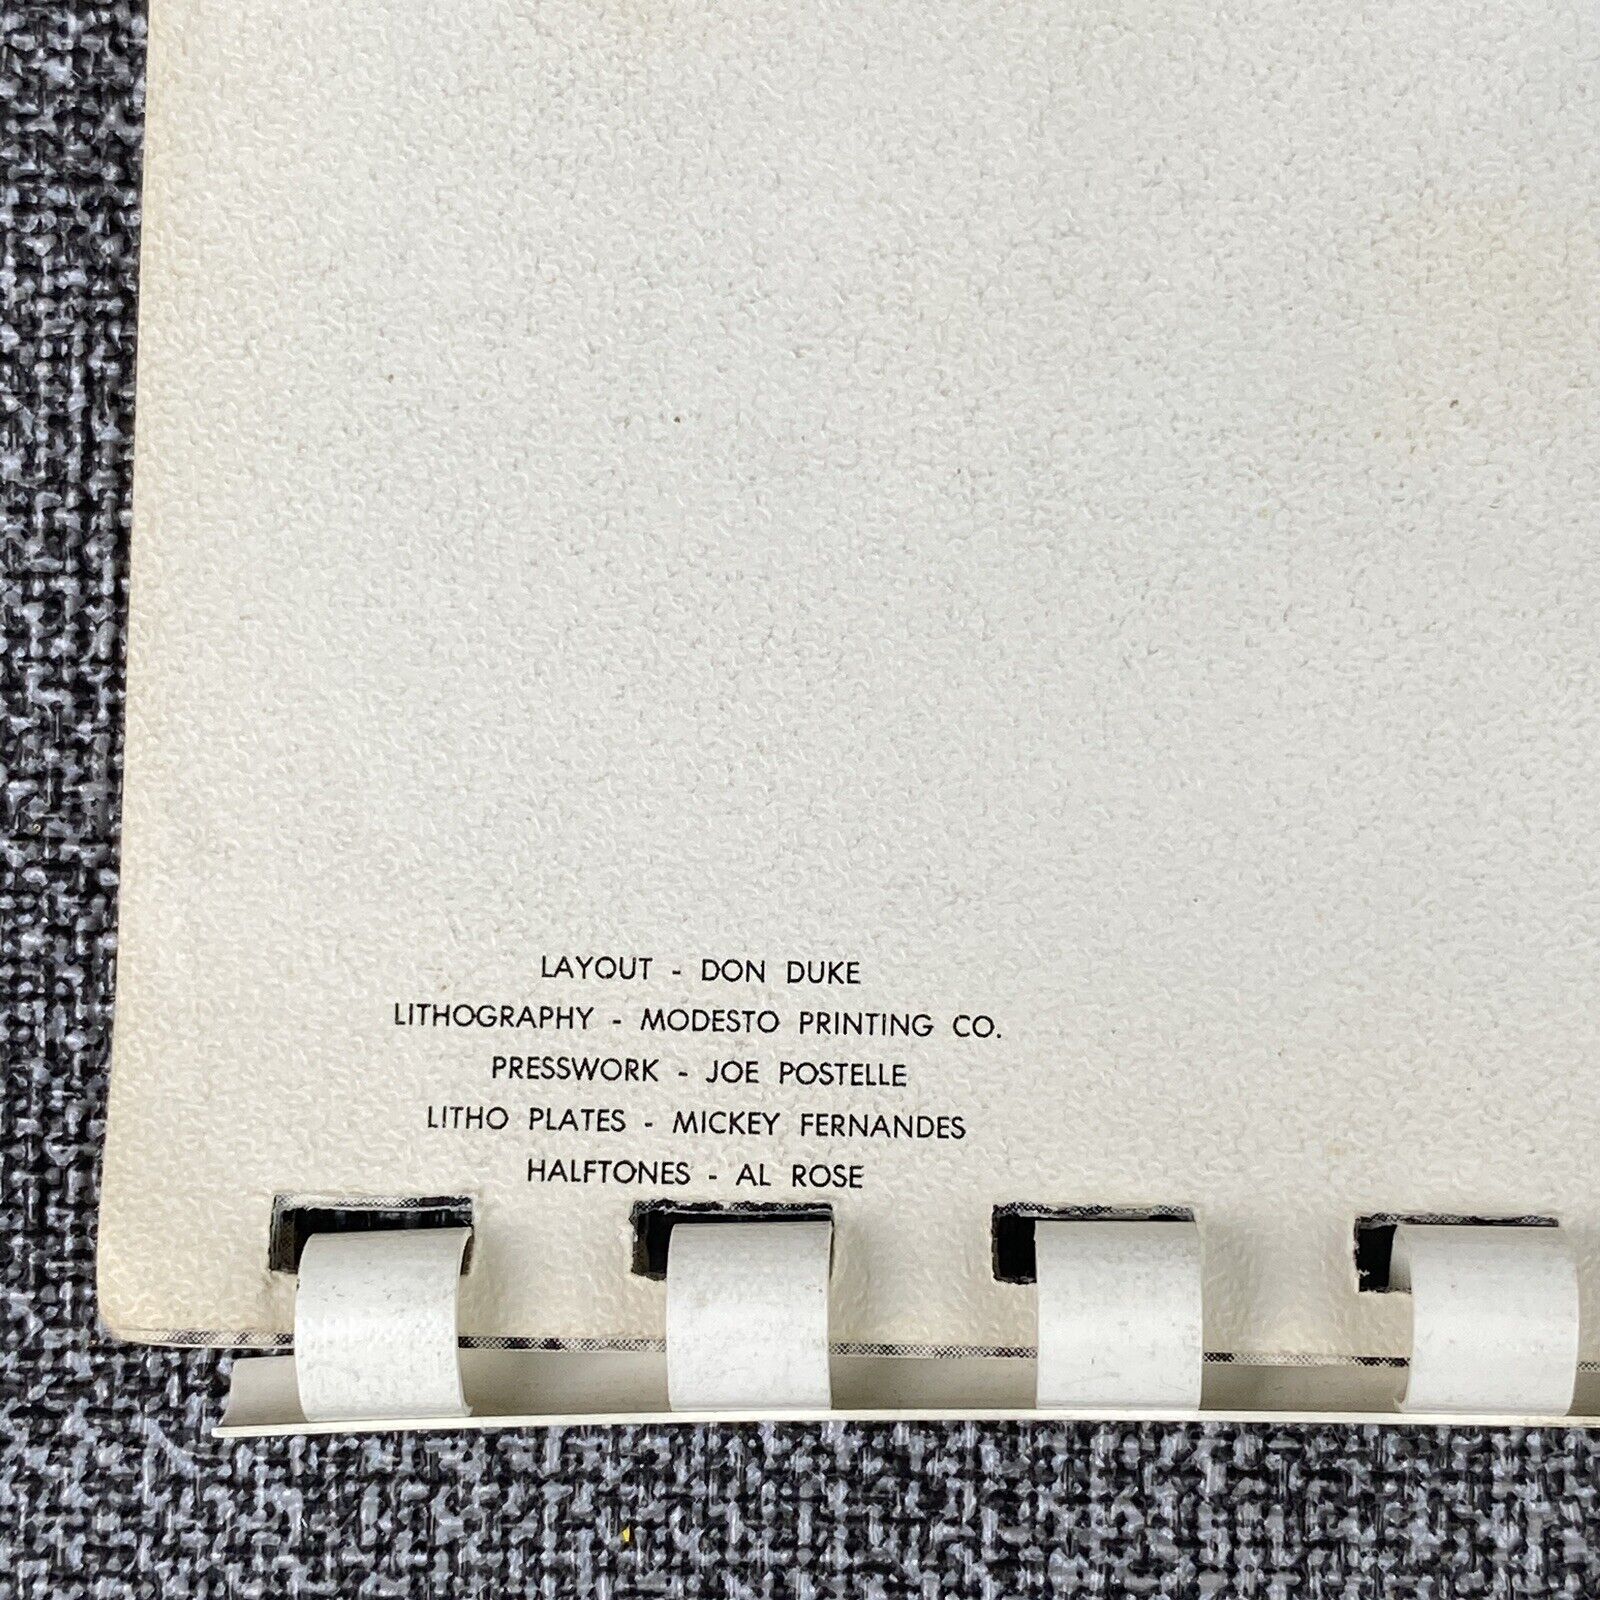 LAYOUT - DON DUKE
LITHOGRAPHY - MODESTO PRINTING CO.
PRESSWORK - JOE POSTELLE
LITHO PLATES - MICKEY FERNANDES
HALFTONES - AL ROSE